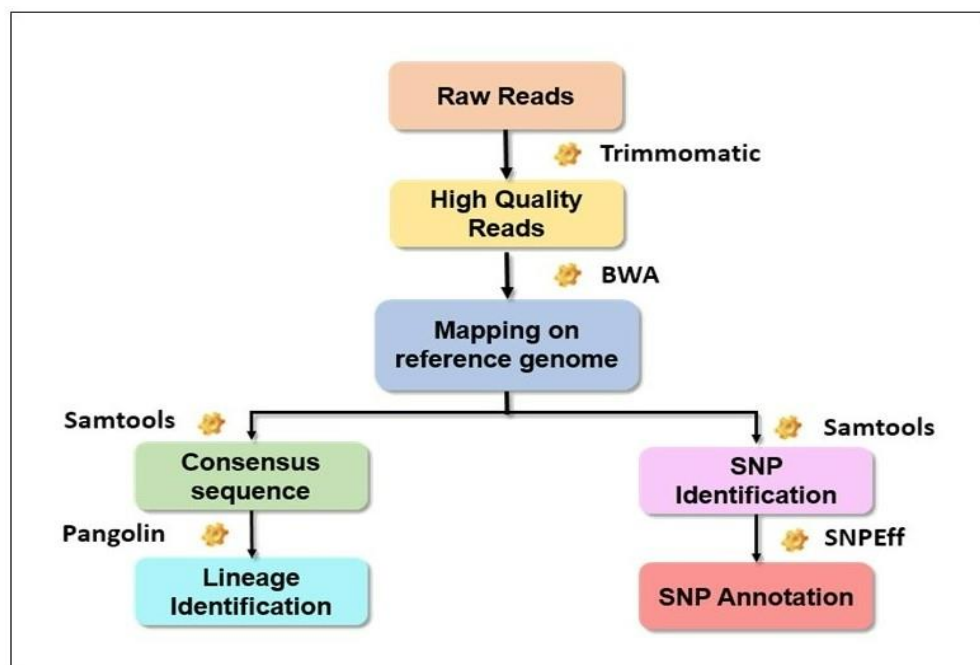 Raw Reads
Trimmomatic
High Quality
Reads
BWA
Mapping on
reference genome
Samtools
Samtools
Consensus
sequence
SNP
Identification
Pangolin
SNPEff
Lineage
Identification
SNP Annotation